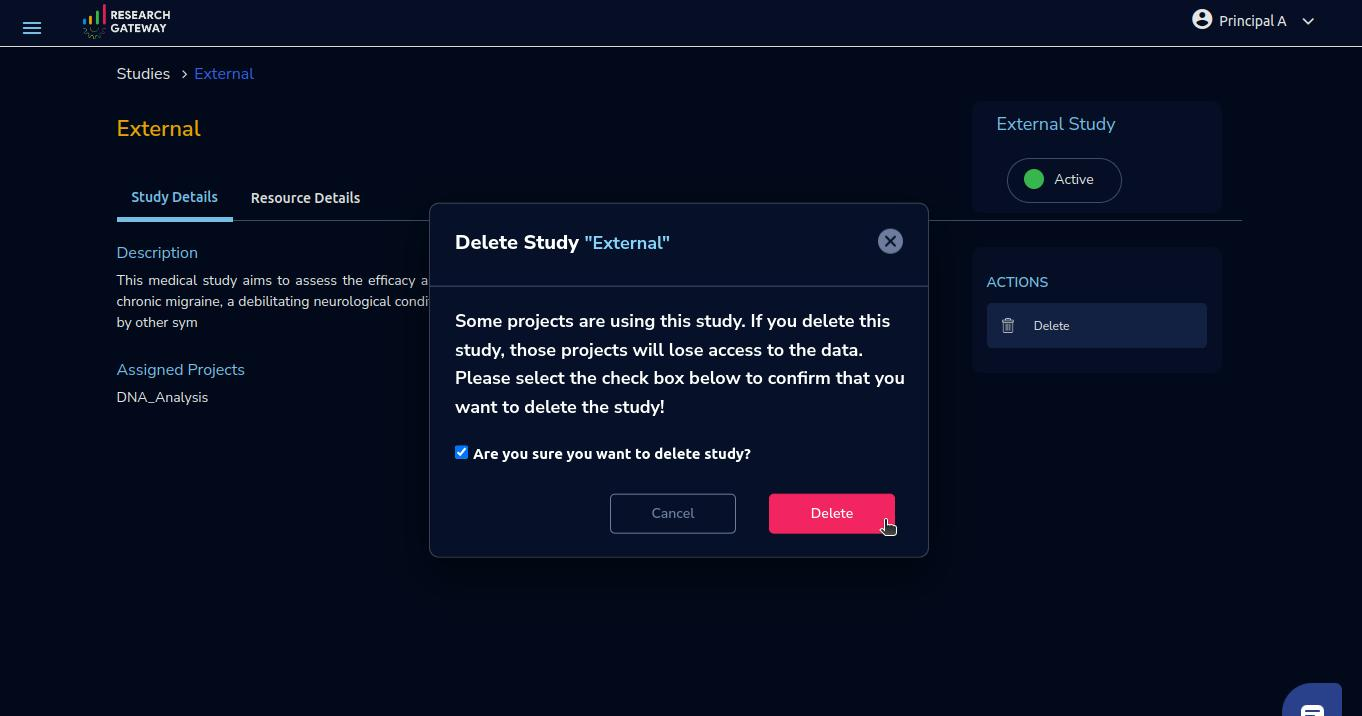 RESEARCH
GATEWAY
Principal A
Studies > External
External
External Study
Active
Study Details
Resource Details
Delete Study "External"
Description
This medical study aims to assess the efficacy a
chronic migraine, a debilitating neurological condi
by other sym
Assigned Projects
DNA_Analysis
Some projects are using this study. If you delete this
study, those projects will lose access to the data.
Please select the check box below to confirm that you
want to delete the study!
Are you sure you want to delete study?
Cancel
Delete
ACTIONS
Delete